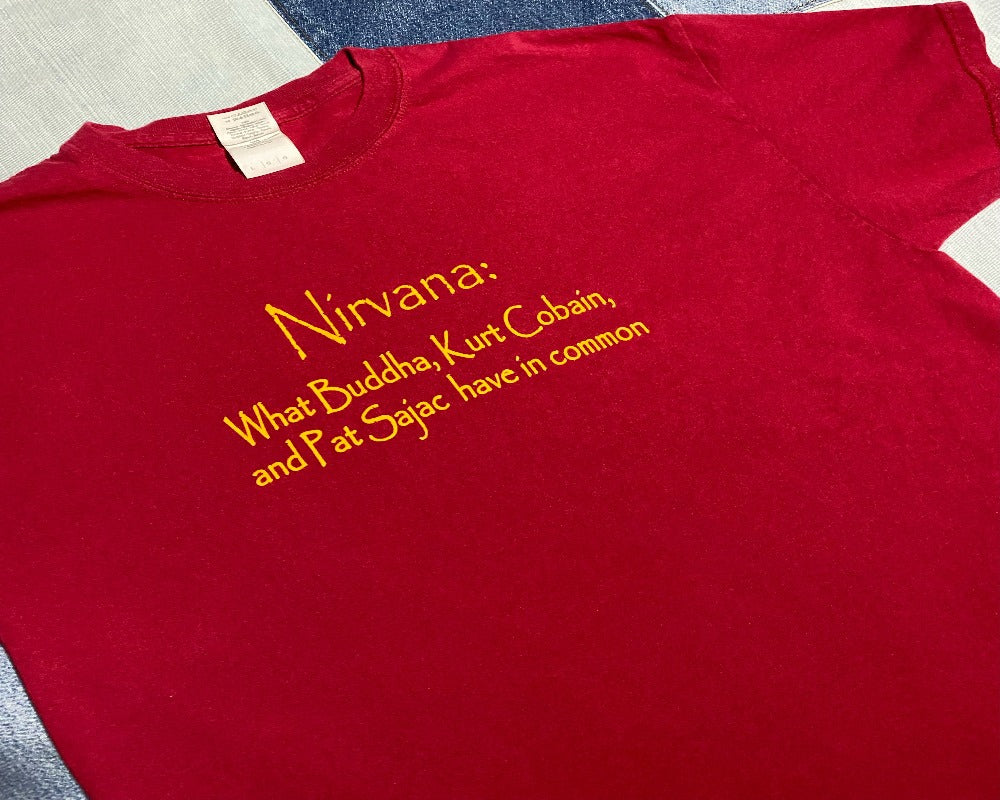 Nirvana:
What Buddha, Kurt Cobain,
and Pat Sajac have in common